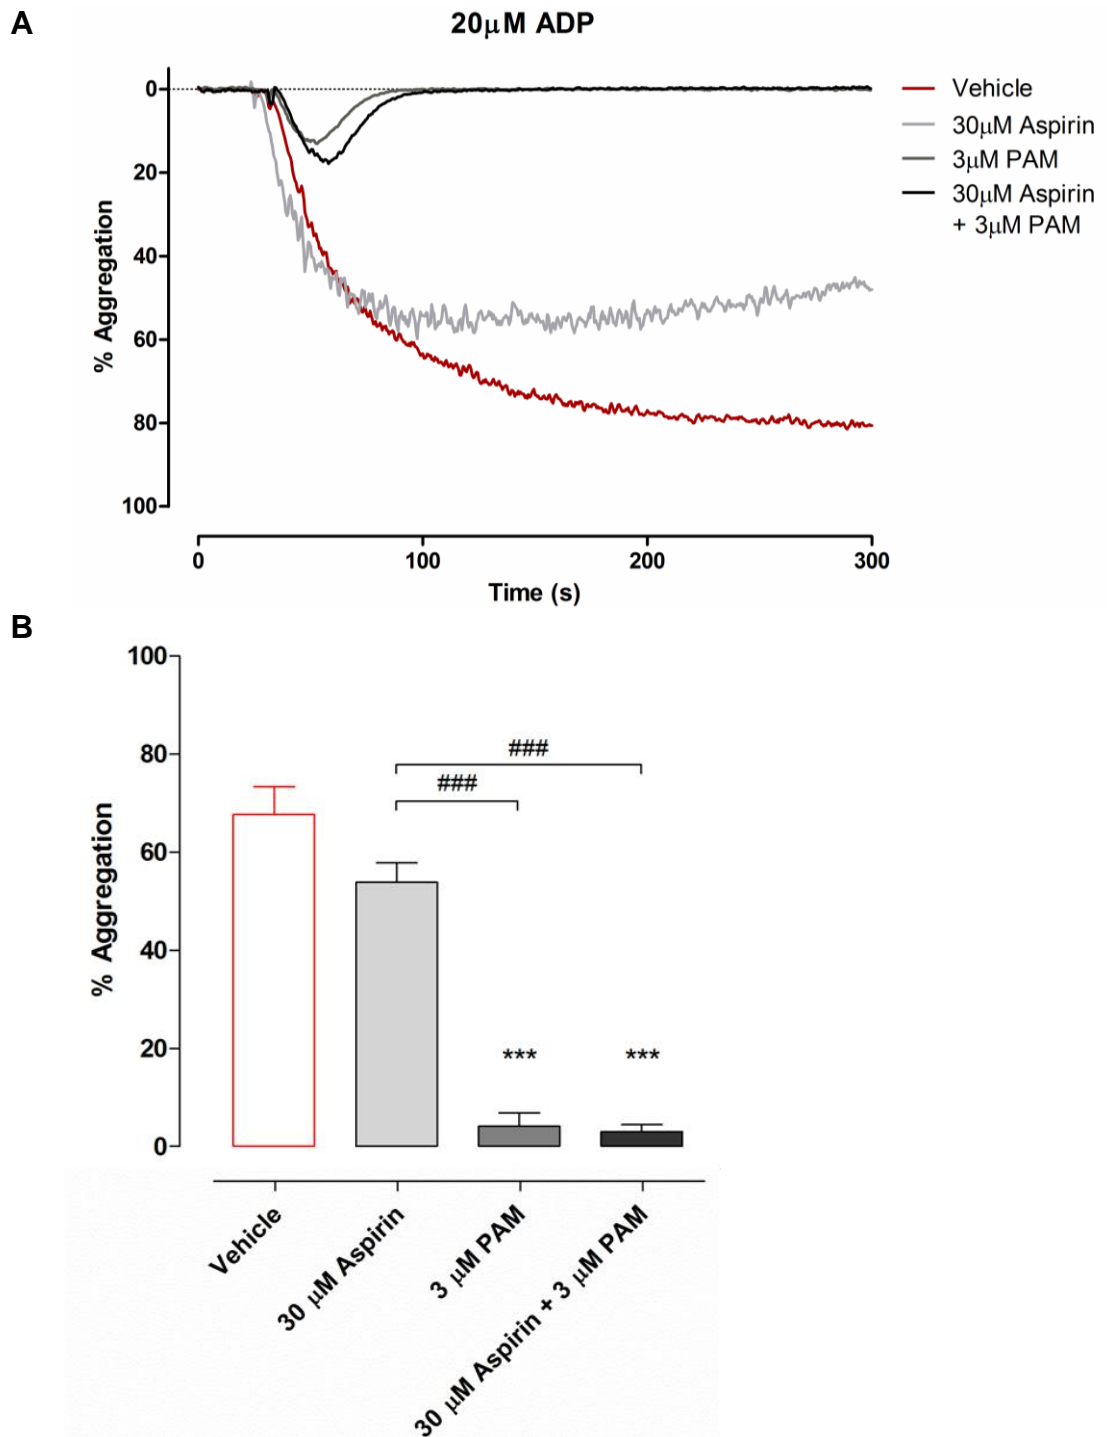 A
20μM ADP
0
20
40
60
80
100
% Aggregation
0
100
200
300
Time (s)
Vehicle
30μM Aspirin
3μM PAM
30μM Aspirin
+ 3μM PAM
B
100
80
60
40
20
0
% Aggregation
###
###
***
***
Vehicle
30 μM Aspirin
3 μM PAM
30 μM Aspirin + 3 μM PAM